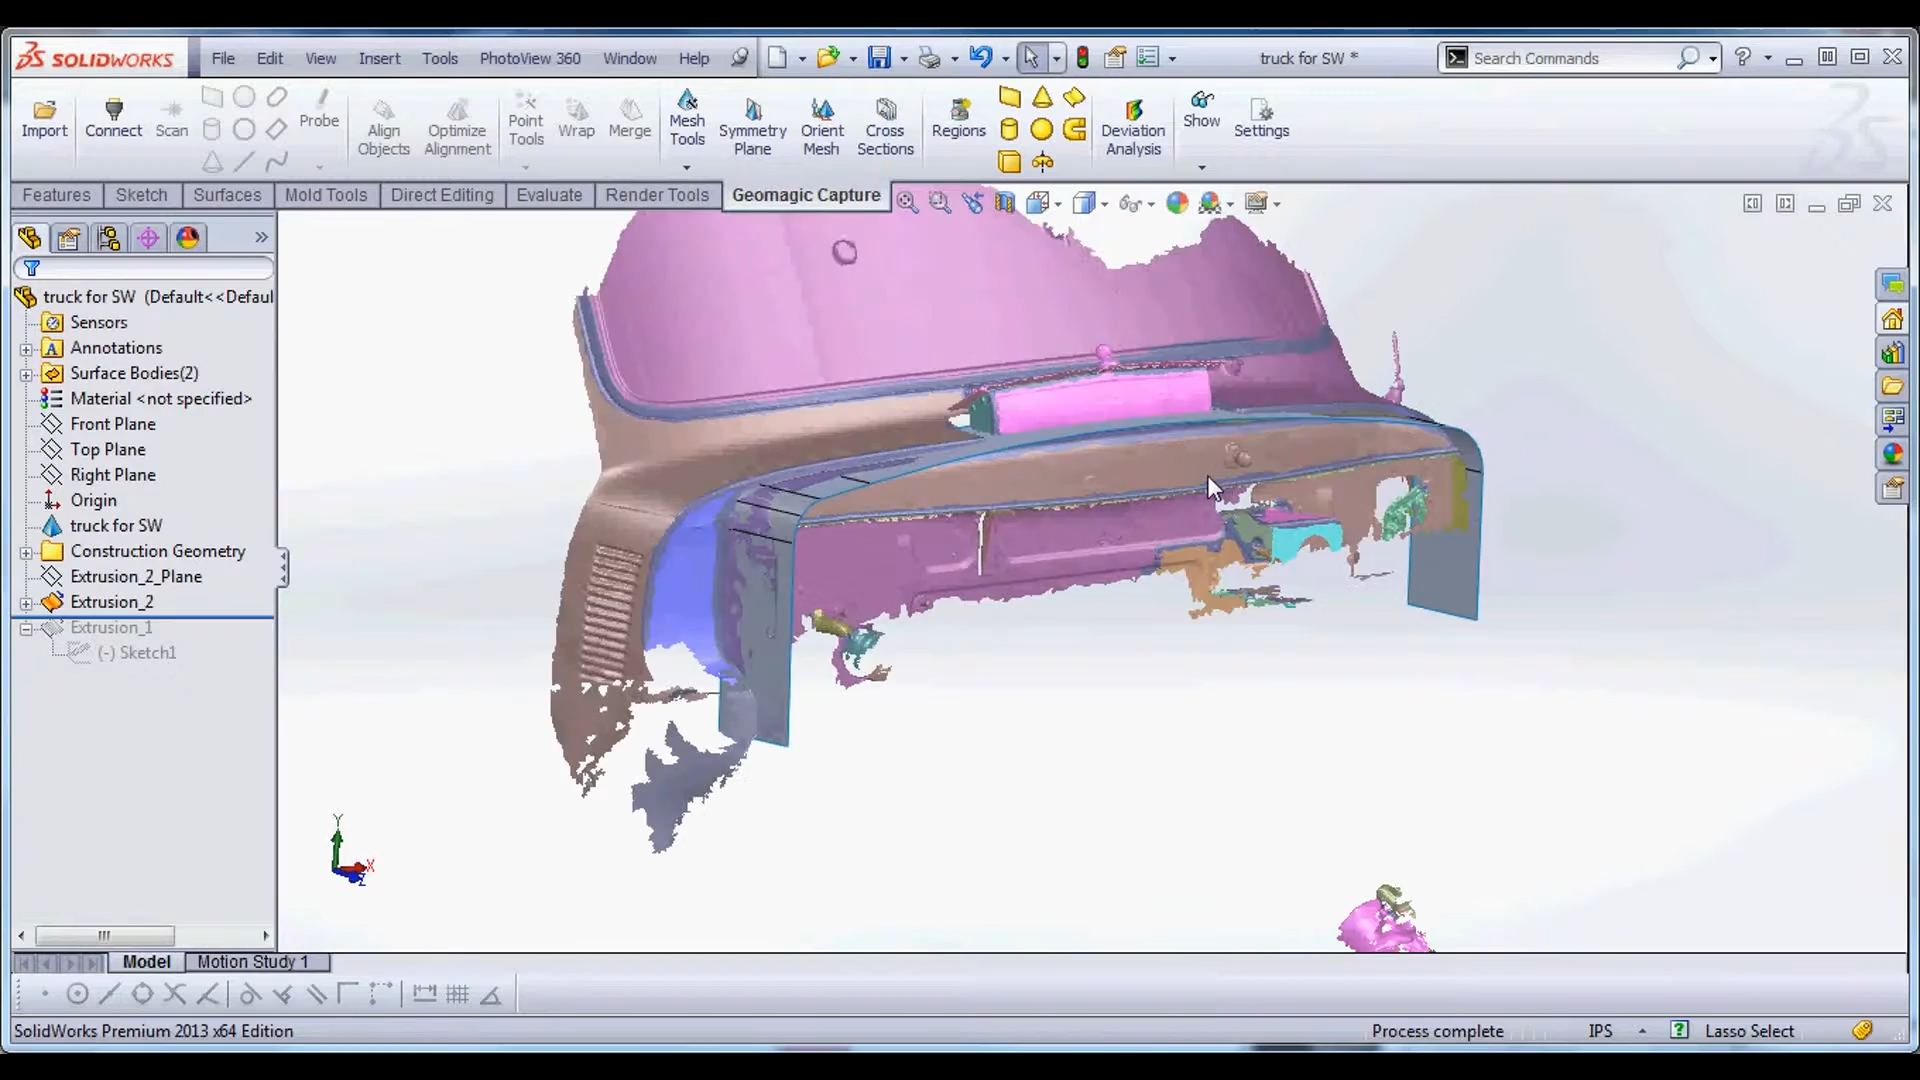 SOLIDWORKS File Edit View Insert Tools PhotoView 360 Window Help truck for SW * Search Commands
Import Connect Scan Probe Align Objects Optimize Alignment Point Tools Wrap Merge Mesh Tools Symmetry Plane Orient Mesh Cross Sections Regions Deviation Analysis Show Settings
Features Sketch Surfaces Mold Tools Direct Editing Evaluate Render Tools Geomagic Capture
truck for SW (Default<<Defaul
Sensors
Annotations
Surface Bodies(2)
Material <not specified>
Front Plane
Top Plane
Right Plane
Origin
truck for SW
Construction Geometry
Extrusion_2_Plane
Extrusion_2
Extrusion_1
(-) Sketch1
Y
X
Z
Model Motion Study 1
SolidWorks Premium 2013 x64 Edition Process complete IPS Lasso Select